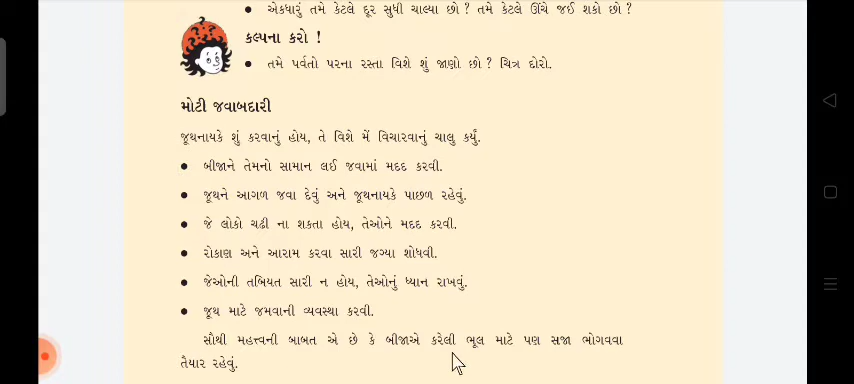 એકધારું તમે કેટલે દૂર સુધી ચાલ્યા છો ? તમે કેટલે ઊંચે જઈ શકો છો ?
કલ્પના કરો !
• તમે પર્વતો પરના રસ્તા વિશે શું જાણો છો ? ચિત્ર દોરો.
મોટી જવાબદારી
જૂથનાયકે શું કરવાનું હોય, તે વિશે મેં વિચારવાનું ચાલુ કર્યું.
• બીજાને તેમનો સામાન લઈ જવામાં મદદ કરવી.
• જૂથને આગળ જવા દેવું અને જૂથનાયકે પાછળ રહેવું.
• જે લોકો ચઢી ના શકતા હોય, તેઓને મદદ કરવી.
• રોકાણ અને આરામ કરવા સારી જગ્યા શોધવી.
• જેઓની તબિયત સારી ન હોય, તેઓનું ધ્યાન રાખવું.
• જૂથ માટે જમવાની વ્યવસ્થા કરવી.
સૌથી મહત્ત્વની બાબત એ છે કે બીજાએ કરેલી ભૂલ માટે પણ સજા ભોગવવા
તૈયાર રહેવું.